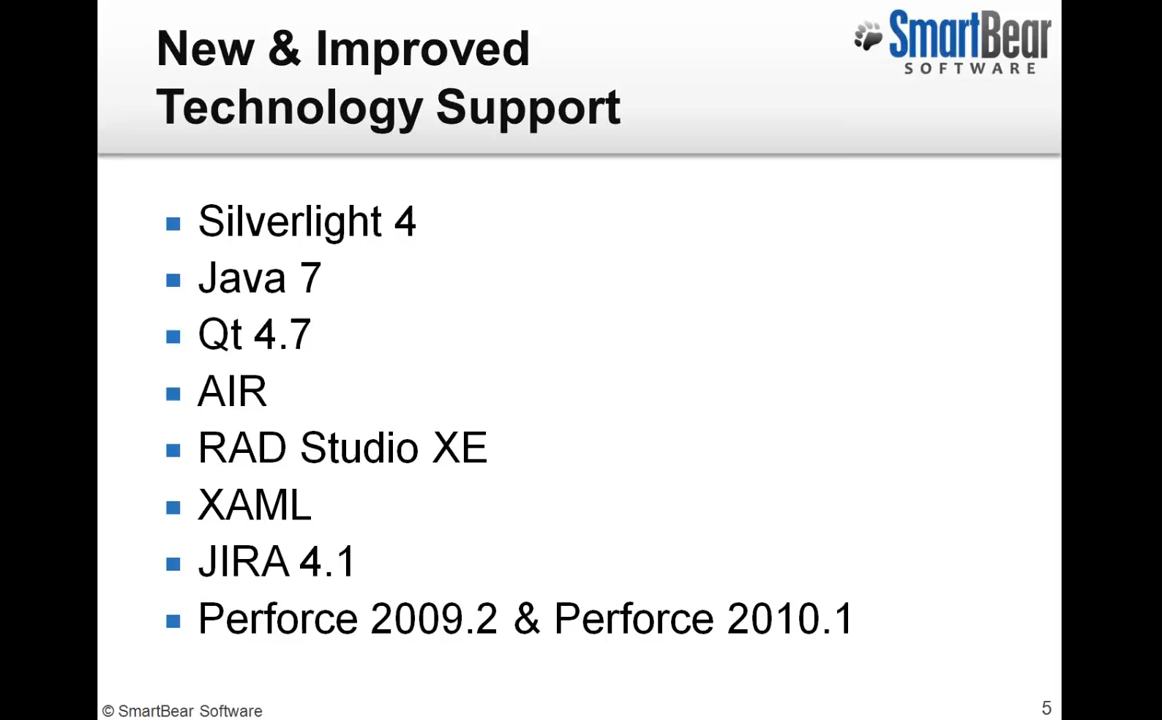 New & Improved
Technology Support
SmartBear
SOFTWARE
Silverlight 4
Java 7
Qt 4.7
AIR
RAD Studio XE
XAML
JIRA 4.1
Perforce 2009.2 & Perforce 2010.1
© SmartBear Software
5